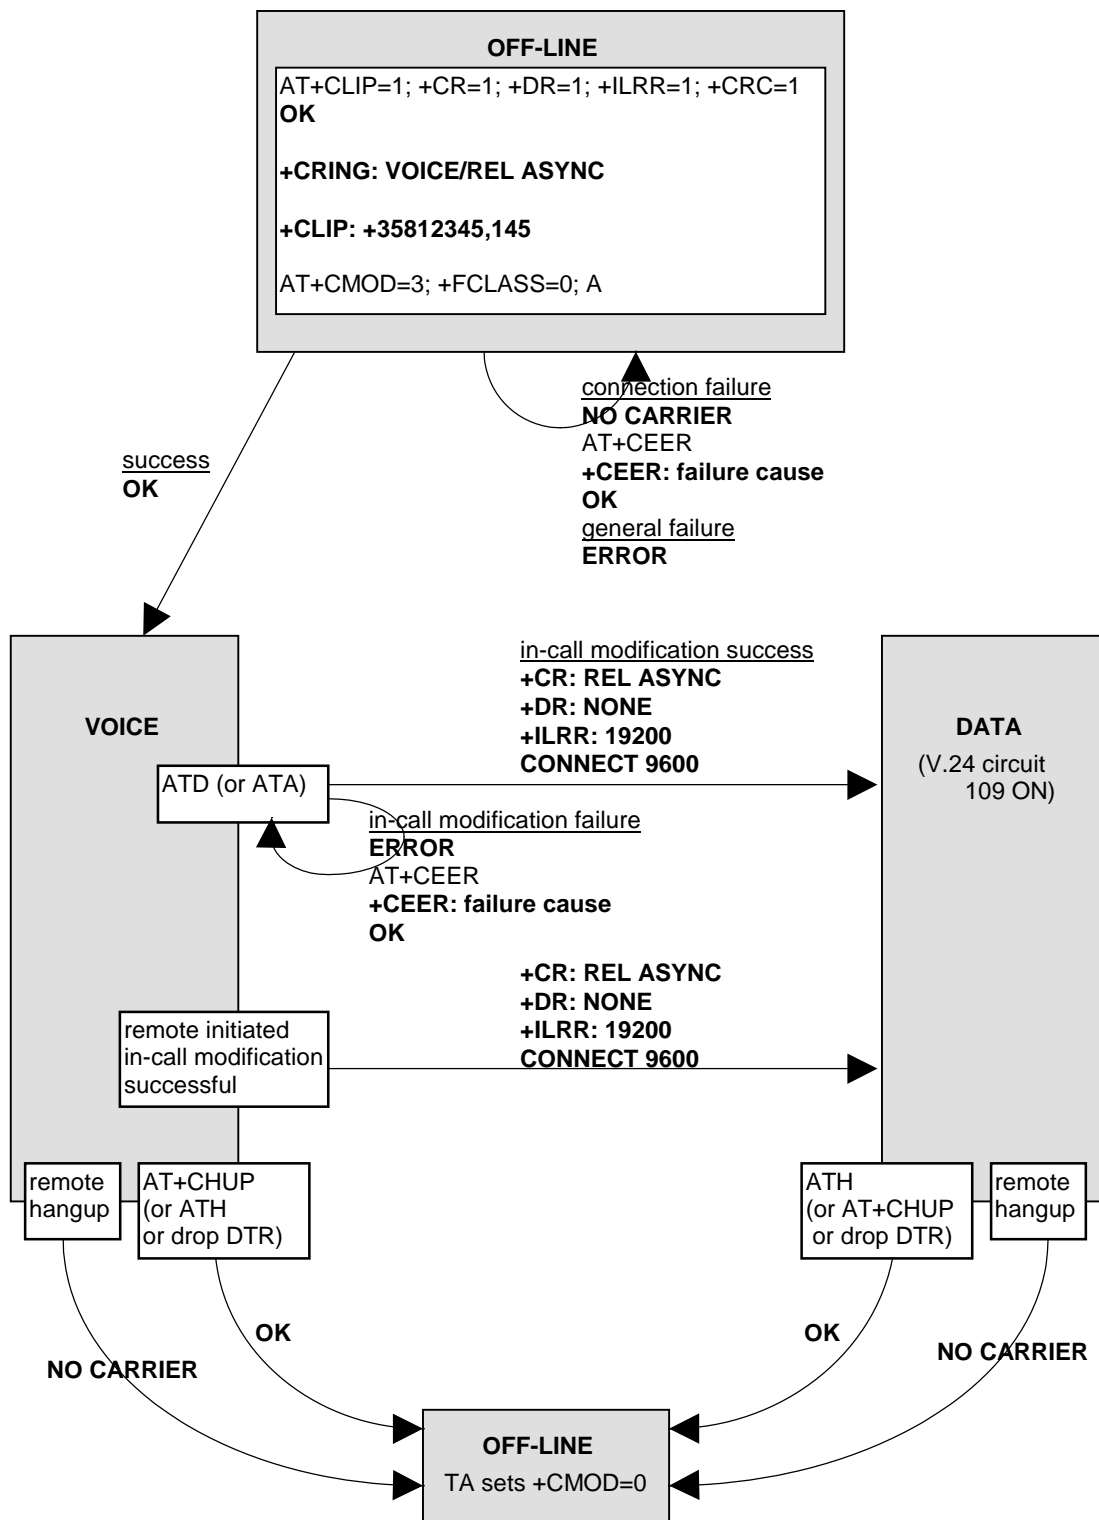 OFF-LINE
AT+CLIP=1; +CR=1; +DR=1; +ILRR=1; +CRC=1
OK
+CRING: VOICE/REL ASYNC
+CLIP: +35812345,145
AT+CMOD=3; +FCLASS=0; A
connection failure
NO CARRIER
AT+CEER
+CEER: failure cause
OK
general failure
ERROR
success
OK
in-call modification success
+CR: REL ASYNC
+DR: NONE
+ILRR: 19200
CONNECT 9600
VOICE
DATA
(V.24 circuit
109 ON)
ATD (or ATA)
in-call modification failure
ERROR
AT+CEER
+CEER: failure cause
OK
+CR: REL ASYNC
+DR: NONE
+ILRR: 19200
CONNECT 9600
remote initiated
in-call modification
successful
remote
hangup
AT+CHUP
(or ATH
or drop DTR)
ATH
(or AT+CHUP
or drop DTR)
remote
hangup
OK
NO CARRIER
OK
NO CARRIER
OFF-LINE
TA sets +CMOD=0